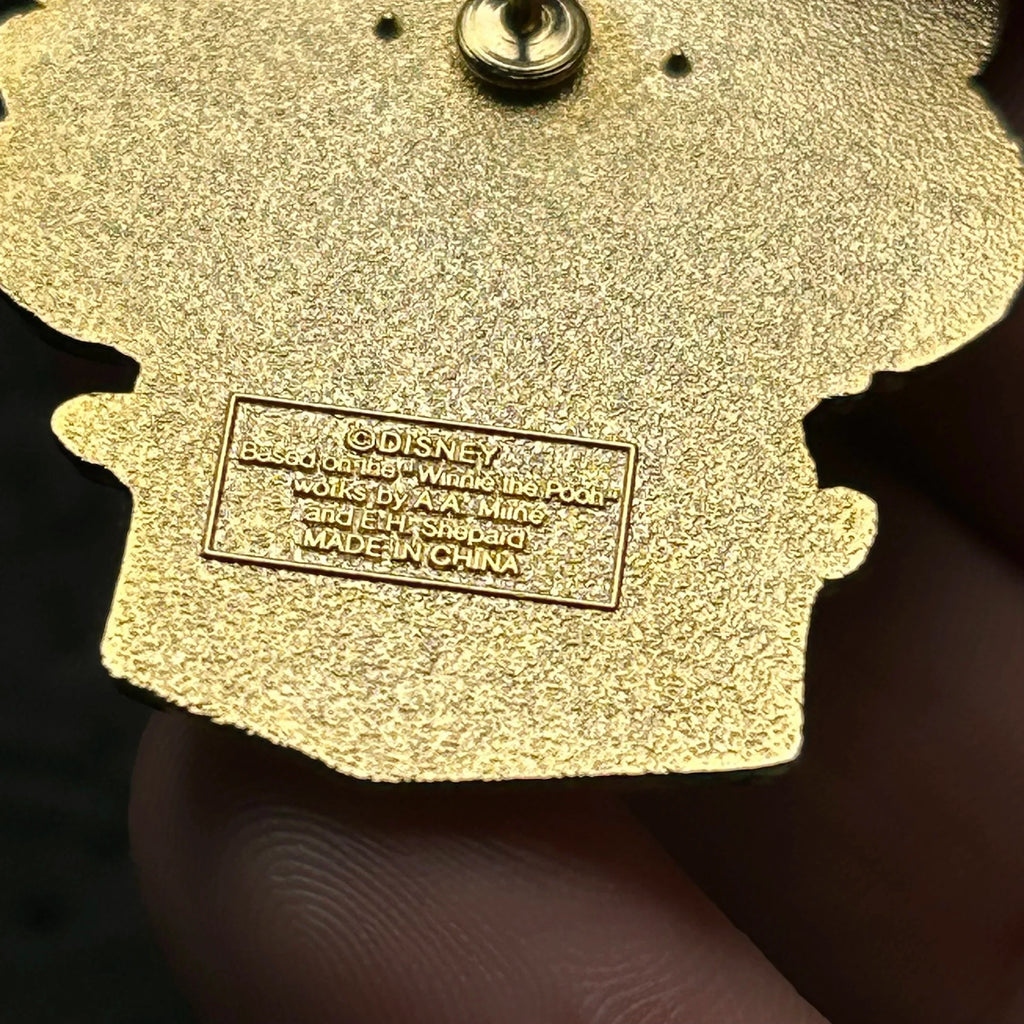 ©DISNEY
Based on the "Winnie the Pooh"
works by A.A. Milne
and E.H. Shepard
MADE IN CHINA